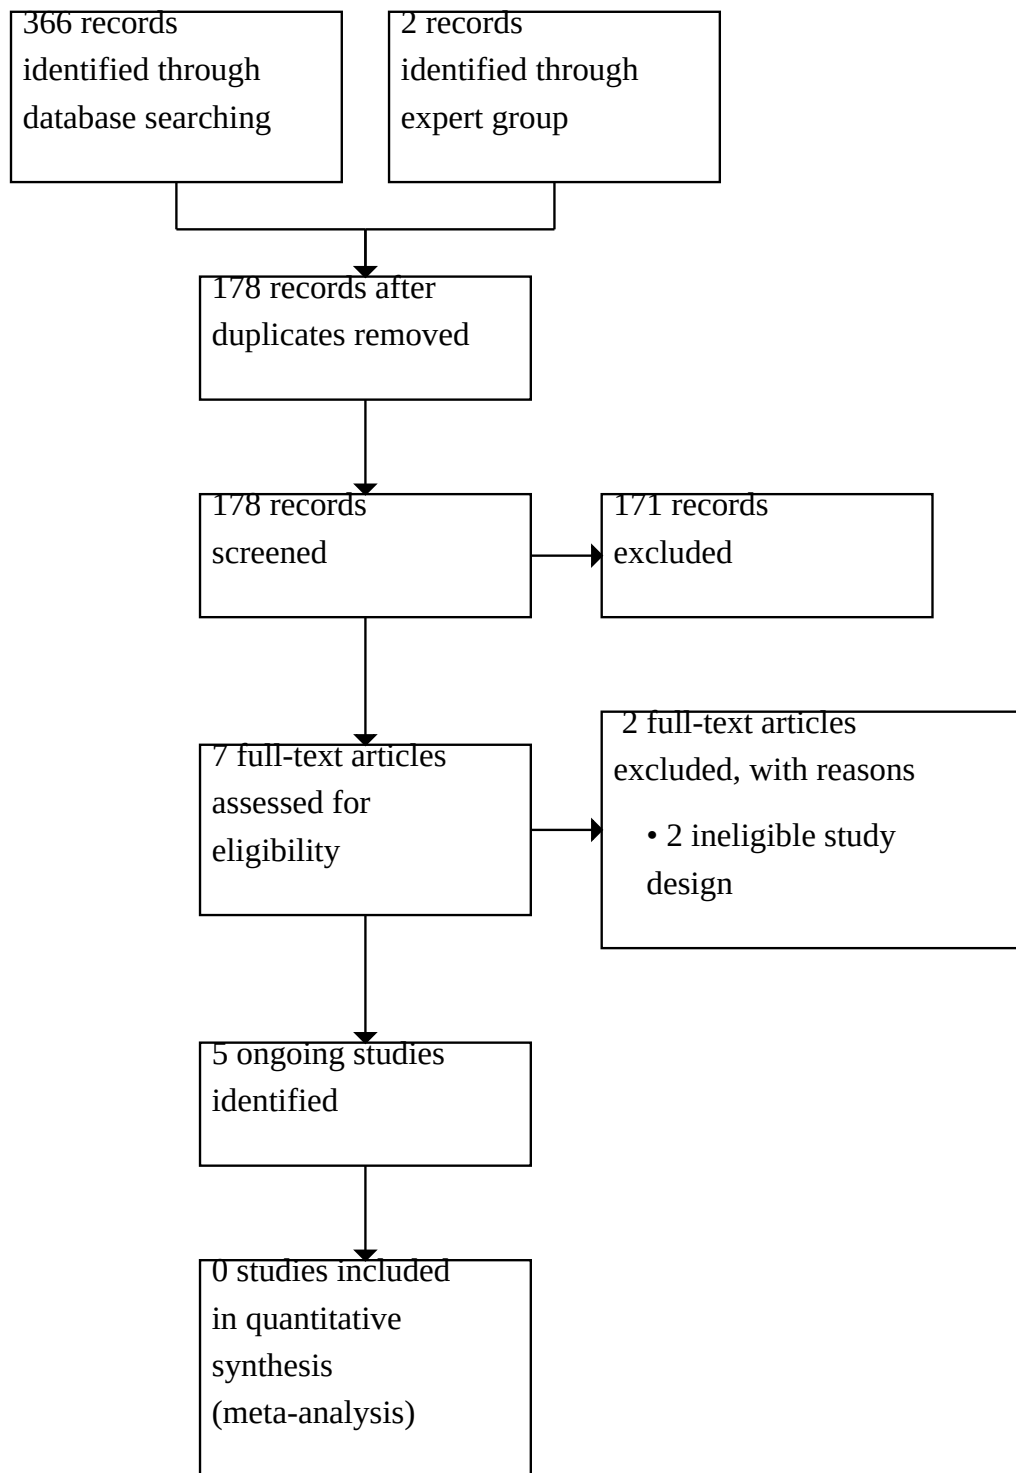 366 records
identified through
database searching
2 records
identified through
expert group
178 records after
duplicates removed
178 records
screened
171 records
excluded
7 full-text articles
assessed for
eligibility
2 full-text articles
excluded, with reasons
• 2 ineligible study
design
5 ongoing studies
identified
0 studies included
in quantitative
synthesis
(meta-analysis)